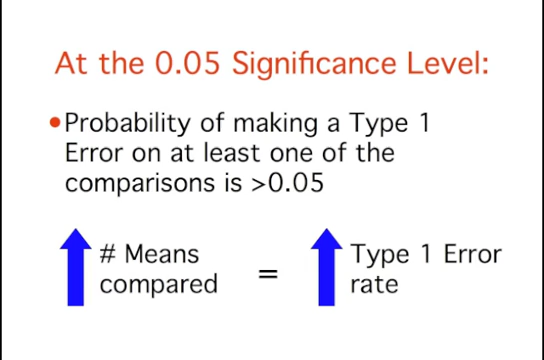 At the 0.05 Significance Level:
•Probability of making a Type 1
Error on at least one of the
comparisons is >0.05
# Means
compared
=
Type 1 Error
rate